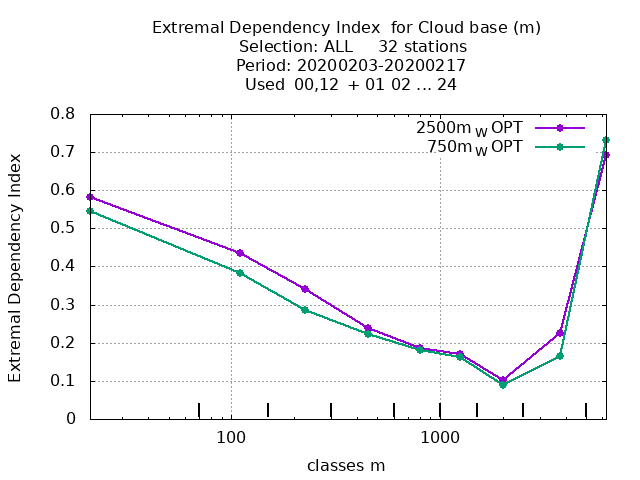 Extremal Dependency Index  for Cloud base (m)
Selection: ALL     32 stations
Period: 20200203-20200217
Used  00,12  + 01 02 ... 24
2500m W OPT
750m W OPT
Extremal Dependency Index
0.8
0.7
0.6
0.5
0.4
0.3
0.2
0.1
0
100
1000
classes m